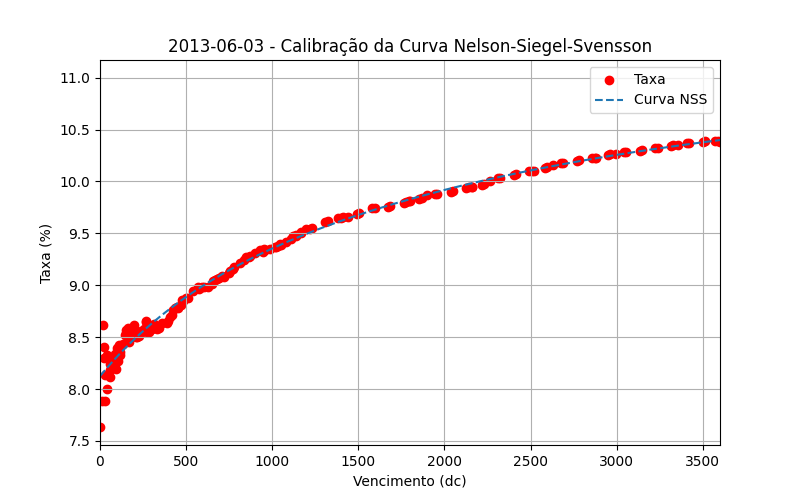 2013-06-03 - Calibração da Curva Nelson-Siegel-Svensson
Taxa
Curva NSS
Taxa (%)
11.0
10.5
10.0
9.5
9.0
8.5
8.0
7.5
0 500 1000 1500 2000 2500 3000 3500
Vencimento (dc)